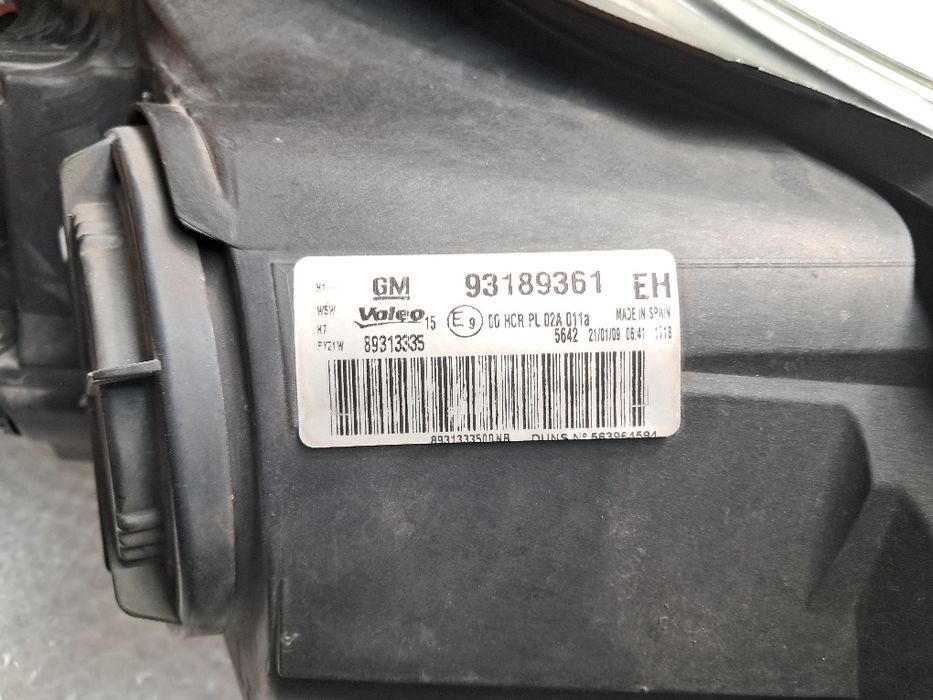 H1 GM 93189361 EH
W5W Valeo 15 E9 00 HCR PL 02A 011a MADE IN SPAIN
H7 5642 21/01/09 06:41 1718
PY21W 89313335
8931333500NB DUNS N° 563964594